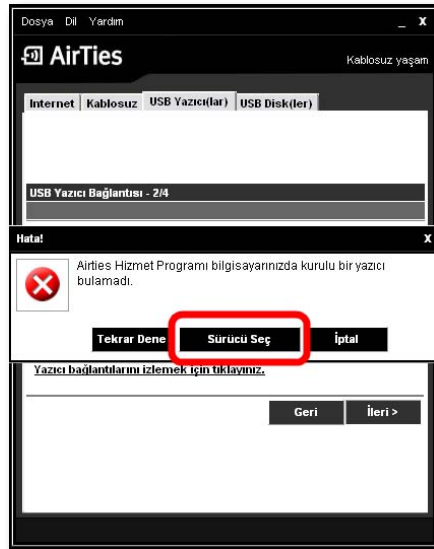 Dosya Dil Yardım _ X
AirTies
Kablosuz yaşam
Internet Kablosuz USB Yazıcı(lar) USB Disk(ler)
USB Yazıcı Bağlantısı - 2/4
Hata! X
Airties Hizmet Programı bilgisayarınızda kurulu bir yazıcı
bulamadı.
Tekrar Dene Sürücü Seç İptal
Yazıcı bağlantılarını izlemek için tıklayınız.
Geri İleri >